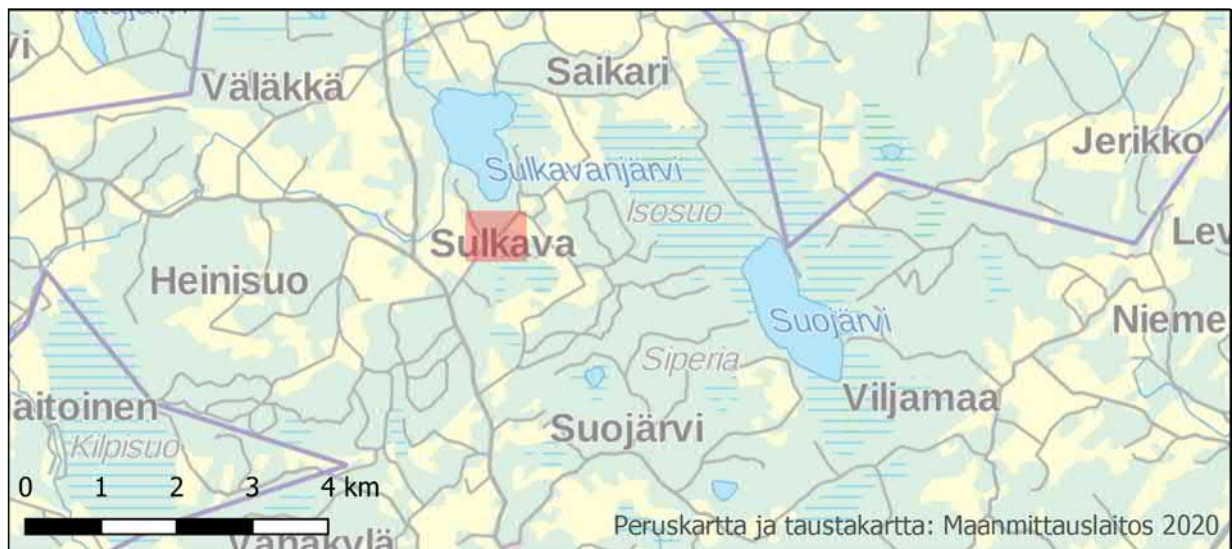 Väläkkä
Saikari
Jerikko
Sulkavanjärvi
Isosuo
Sulkava
Lev
Heinisuo
Suojärvi
Nieme
Siperia
Viljamaa
aitoinen
Suojärvi
Kilpisuo
0 1 2 3 4 km
Peruskartta ja taustakartta: Maanmittauslaitos 2020